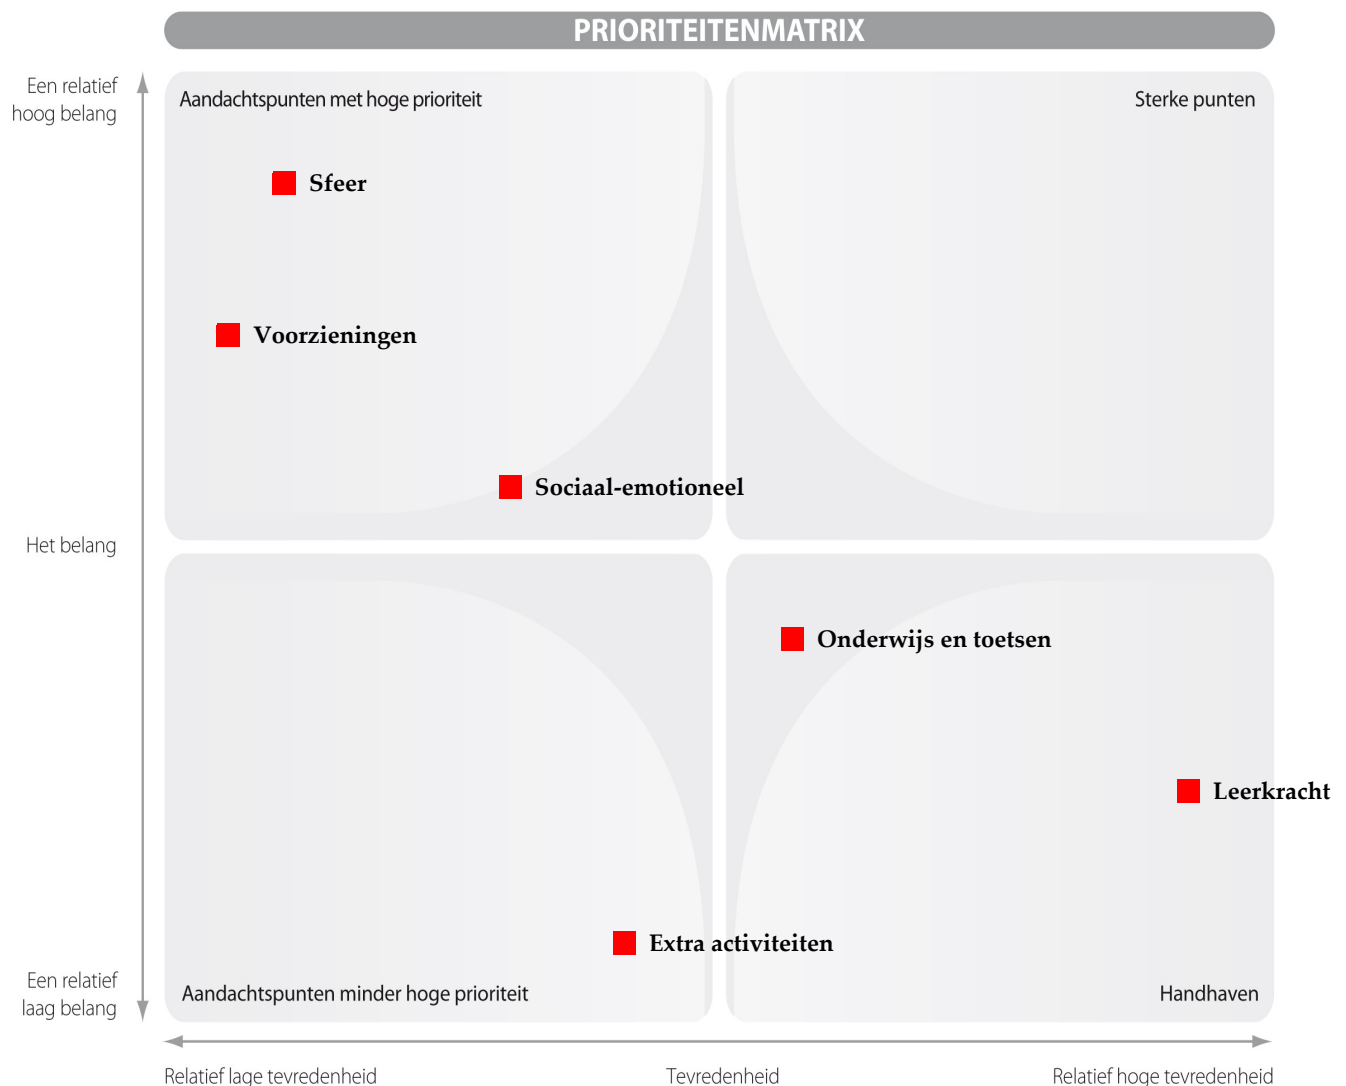 PRIORITEITENMATRIX
Een relatief
hoog belang
Aandachtspunten met hoge prioriteit
Sterke punten
Sfeer
Voorzieningen
Sociaal-emotioneel
Het belang
Onderwijs en toetsen
Leerkracht
Extra activiteiten
Een relatief
laag belang
Aandachtspunten minder hoge prioriteit
Handhaven
Relatief lage tevredenheid
Tevredenheid
Relatief hoge tevredenheid